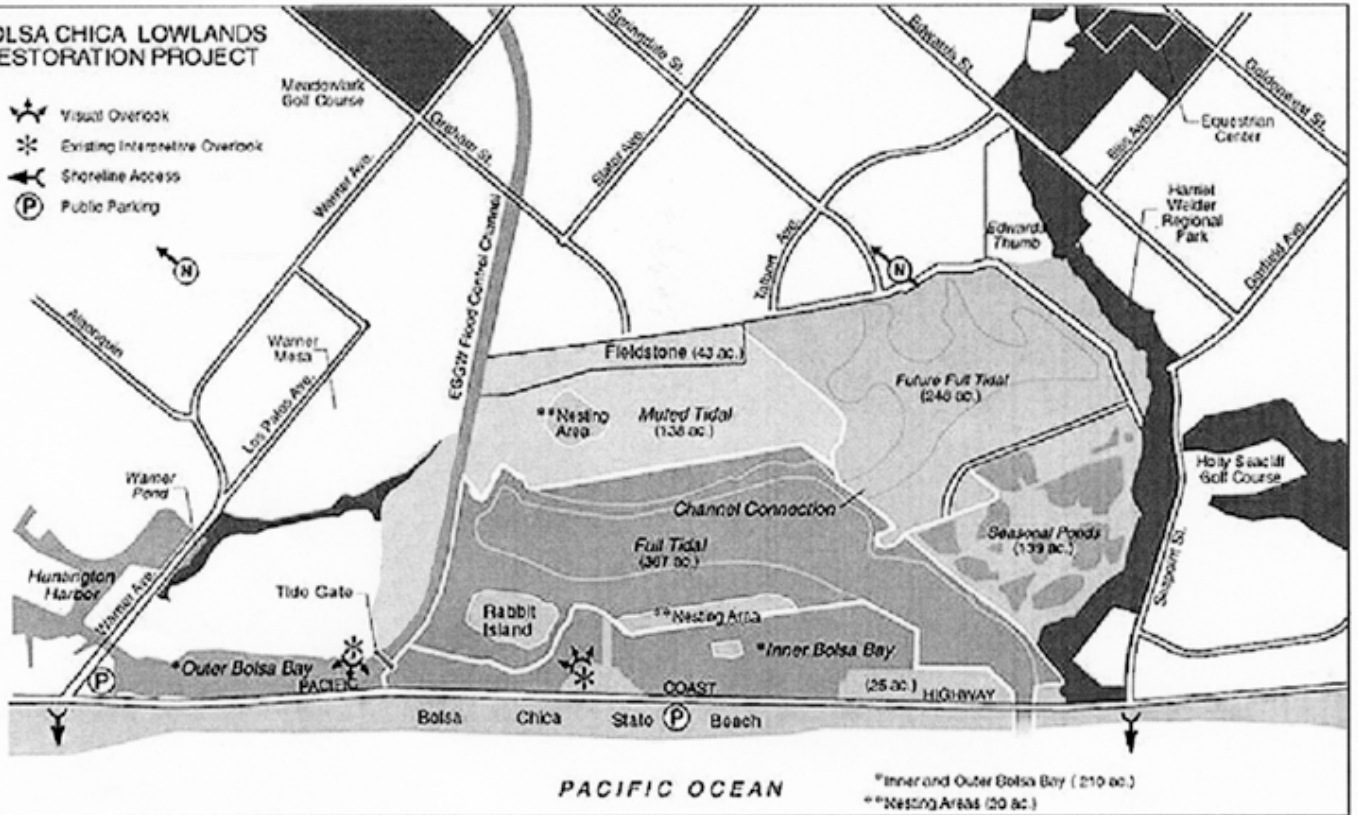 OLSA CHICA LOWLANDS
ESTORATION PROJECT
Visual Overlook
Existing Interpretive Overlook
Shoreline Access
P Public Parking
N
Meadowlark
Golf Course
Graham St.
Springdale St.
Slater Ave.
Edwards St.
Goldenwest St.
Ellis Ave.
Equestrian
Center
Warner Ave.
EGGW Flood Control Channel
Talbert Ave.
N
Edwards
Thumb
Harriet
Wieder
Regional
Park
Garfield Ave.
Algonquin
Warner
Mesa
Los Patos Ave.
Fieldstone (43 ac.)
**Nesting
Area
Muted Tidal
(138 ac.)
Future Full Tidal
(248 ac.)
Warner
Pond
Channel Connection
Holly Seacliff
Golf Course
Seasonal Ponds
(139 ac.)
Full Tidal
(367 ac.)
Huntington
Harbor
Warner Ave.
Tide Gate
Rabbit
Island
**Nesting Area
Seapoint St.
*Outer Bolsa Bay
*Inner Bolsa Bay
P
PACIFIC COAST HIGHWAY
(25 ac.)
Bolsa Chica State P Beach
PACIFIC OCEAN
*Inner and Outer Bolsa Bay (210 ac.)
**Nesting Areas (20 ac.)